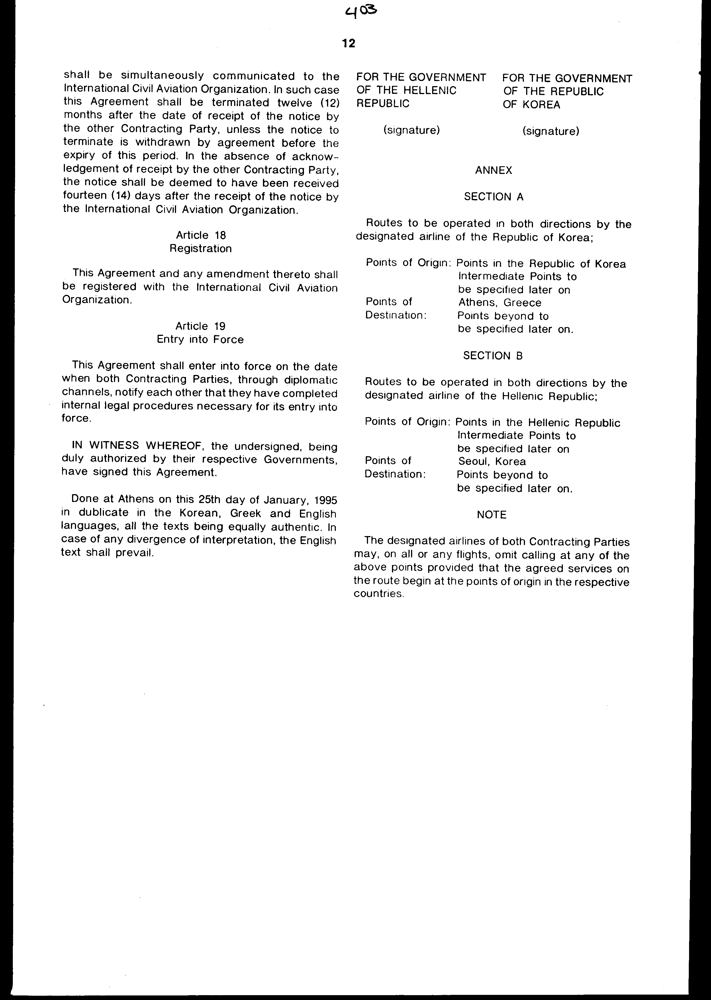 403
12
shall be simultaneously communicated to the
International Civil Aviation Organization. In such case
this Agreement shall be terminated twelve (12)
months after the date of receipt of the notice by
the other Contracting Party, unless the notice to
terminate is withdrawn by agreement before the
expiry of this period. In the absence of acknow-
ledgement of receipt by the other Contracting Party,
the notice shall be deemed to have been received
fourteen (14) days after the receipt of the notice by
the International Civil Aviation Organization.
Article 18
Registration
This Agreement and any amendment thereto shall
be registered with the International Civil Aviation
Organization.
Article 19
Entry into Force
This Agreement shall enter into force on the date
when both Contracting Parties, through diplomatic
channels, notify each other that they have completed
internal legal procedures necessary for its entry into
force.
IN WITNESS WHEREOF, the undersigned, being
duly authorized by their respective Governments,
have signed this Agreement.
Done at Athens on this 25th day of January, 1995
in dublicate in the Korean, Greek and English
languages, all the texts being equally authentic. In
case of any divergence of interpretation, the English
text shall prevail.
FOR THE GOVERNMENT
OF THE HELLENIC
REPUBLIC
(signature)
FOR THE GOVERNMENT
OF THE REPUBLIC
OF KOREA
(signature)
ANNEX
SECTION A
Routes to be operated in both directions by the
designated airline of the Republic of Korea;
Points of Origin: Points in the Republic of Korea
Intermediate Points to
be specified later on
Points of Athens, Greece
Destination: Points beyond to
be specified later on.
SECTION B
Routes to be operated in both directions by the
designated airline of the Hellenic Republic;
Points of Origin: Points in the Hellenic Republic
Intermediate Points to
be specified later on
Points of Seoul, Korea
Destination: Points beyond to
be specified later on.
NOTE
The designated airlines of both Contracting Parties
may, on all or any flights, omit calling at any of the
above points provided that the agreed services on
the route begin at the points of origin in the respective
countries.